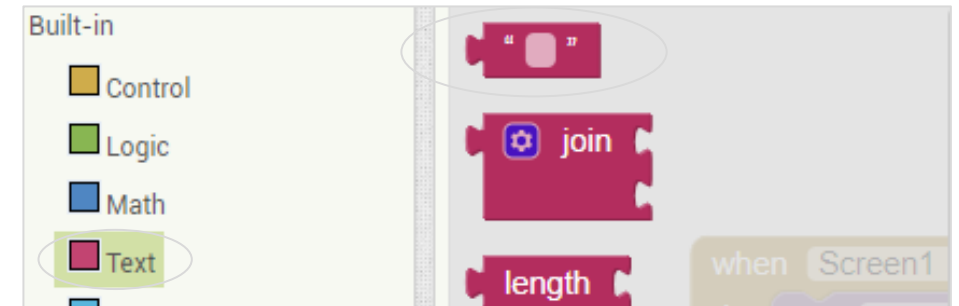 Built-in
Control
Logic
Math
Text
“ ”
join
length
when Screen1